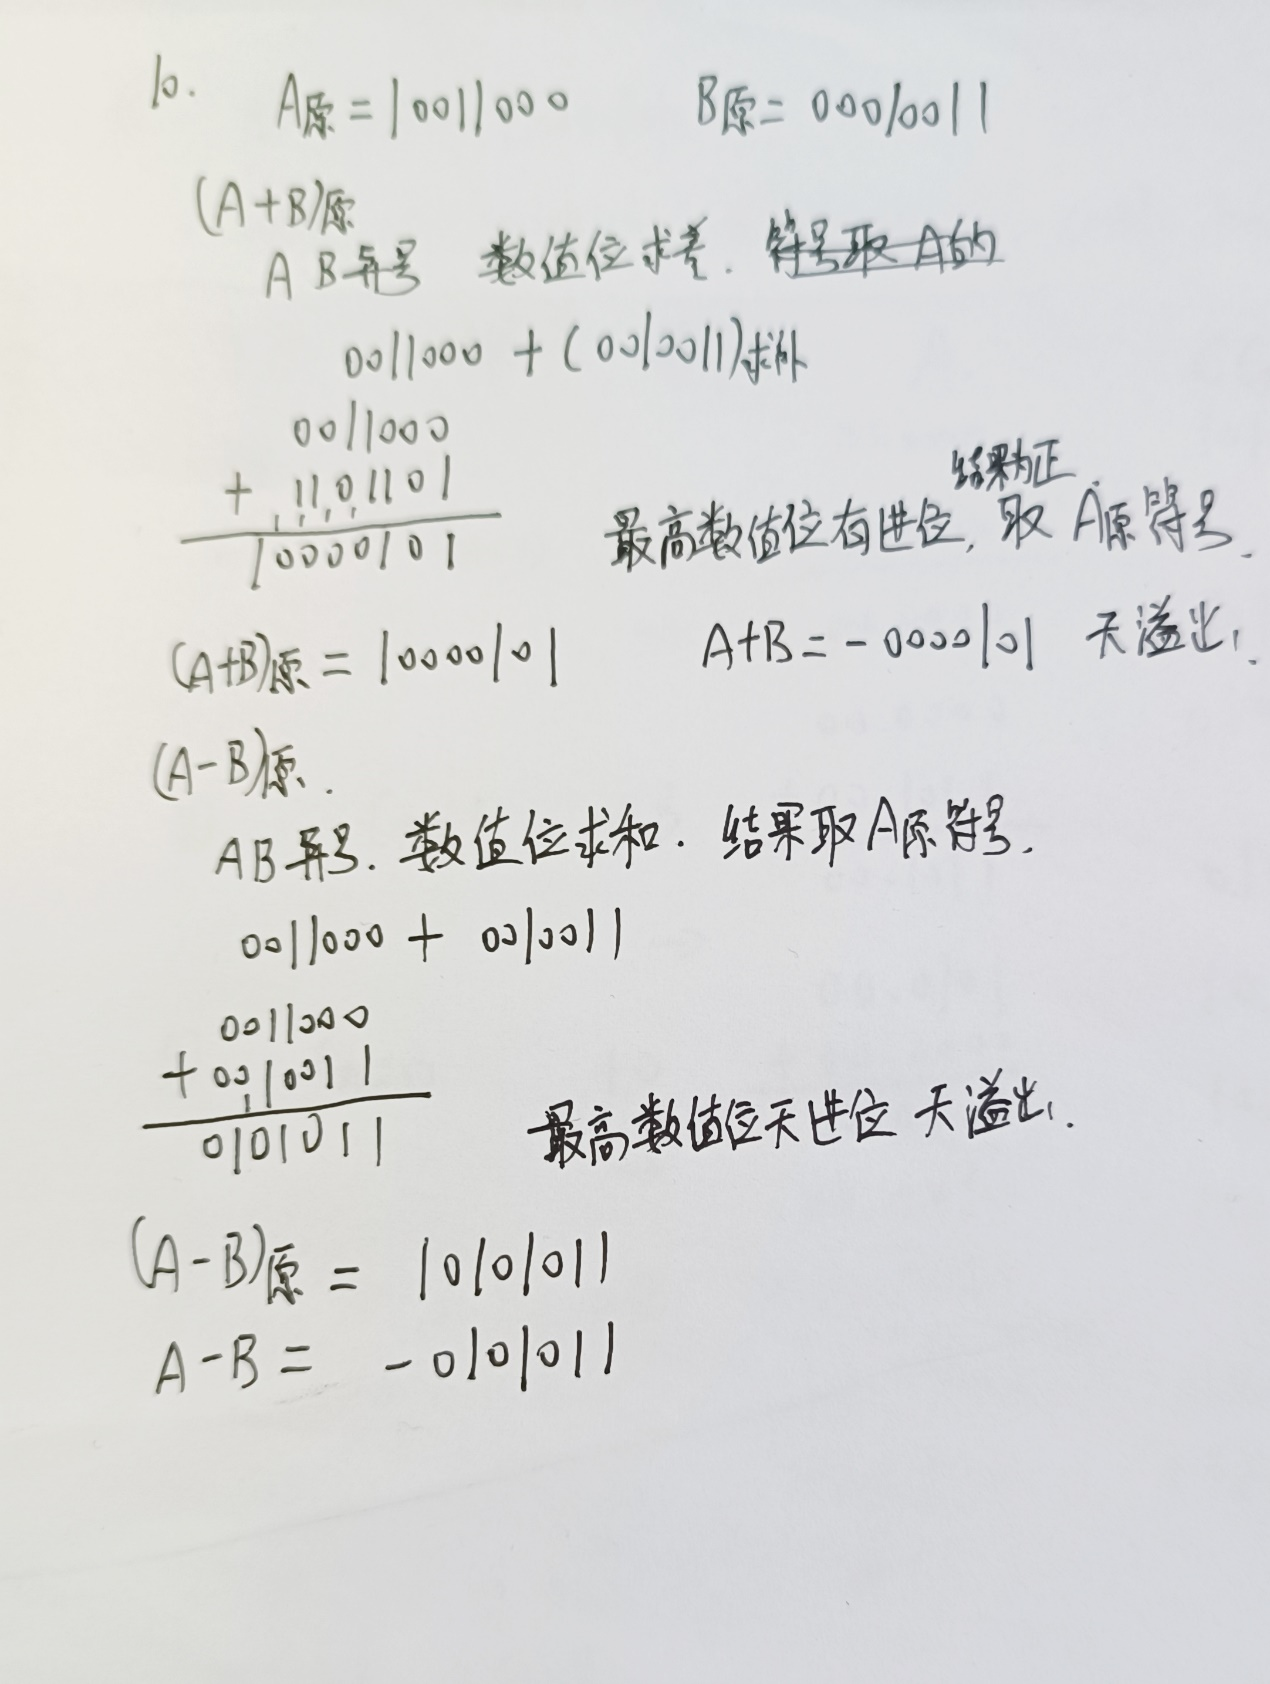 10. A原 = 10011000 B原 = 00010011
(A+B)原
A B异号 数值位求差. 符号取A的
0011000 + (0010011)求补
0011000
+ 1101101
10000101
结果为正
最高数值位有进位, 取A原符号.
(A+B)原 = 10000101 A+B = -0000101 无溢出.
(A-B)原.
AB异号. 数值位求和. 结果取A原符号.
0011000 + 0010011
0011000
+ 0010011
0101011
最高数值位无进位 无溢出.
(A-B)原 = 10101011
A-B = -0101011